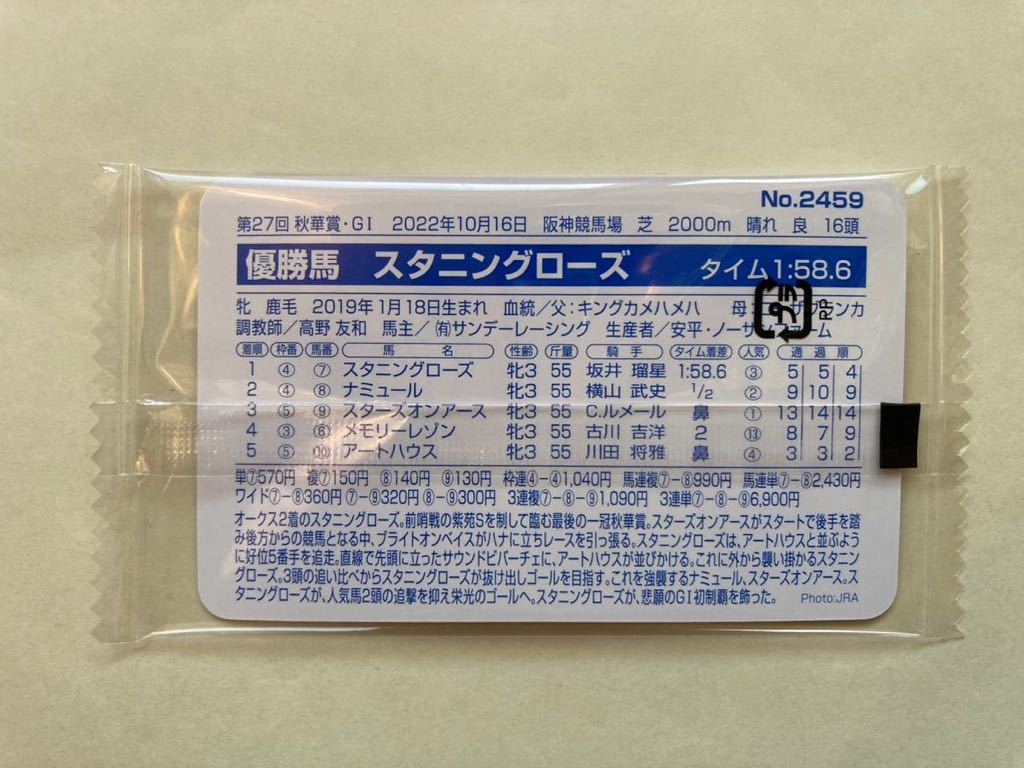 No.2459
第27回 秋華賞・GI 2022年10月16日 阪神競馬場 芝 2000m 晴れ 良 16頭
優勝馬 スタニングローズ タイム1:58.6
牝 鹿毛 2019年1月18日生まれ 血統/父:キングカメハメハ 母:
調教師/高野 友和 馬主/㈲サンデーレーシング 生産者/安平・ノーザンファーム
プラ
PP
着順 枠番 馬番 馬名 性齢 斤量 騎手 タイム着差 人気 通過順
1 ④ ⑦ スタニングローズ 牝3 55 坂井 瑠星 1:58.6 ③ 5 5 4
2 ④ ⑧ ナミュール 牝3 55 横山 武史 1/2 ② 9 10 9
3 ⑤ ⑨ スターズオンアース 牝3 55 C.ルメール 鼻 ① 13 14 14
4 ③ ⑥ メモリーレゾン 牝3 55 古川 吉洋 2 ⑬ 8 7 9
5 ⑤ ⑩ アートハウス 牝3 55 川田 将雅 鼻 ④ 3 3 2
単⑦570円 複⑦150円 ⑧140円 ⑨130円 枠連④-④1,040円 馬連複⑦-⑧990円 馬連単⑦-⑧2,430円
ワイド⑦-⑧360円 ⑦-⑨320円 ⑧-⑨300円 3連複⑦-⑧-⑨1,090円 3連単⑦-⑧-⑨6,900円
オークス2着のスタニングローズ。前哨戦の紫苑Sを制して臨む最後の一冠秋華賞。スターズオンアースがスタートで後手を踏
み後方からの競馬となる中、ブライトオンベイスがハナに立ちレースを引っ張る。スタニングローズは、アートハウスと並ぶように
好位5番手を追走。直線で先頭に立ったサウンドビバーチェに、アートハウスが並びかける。これに外から襲い掛かるスタニン
グローズ。3頭の追い比べからスタニングローズが抜け出しゴールを目指す。これを強襲するナミュール、スターズオンアース。ス
タニングローズが、人気馬2頭の追撃を抑え栄光のゴールへ。スタニングローズが、悲願のGI初制覇を飾った。 Photo:JRA